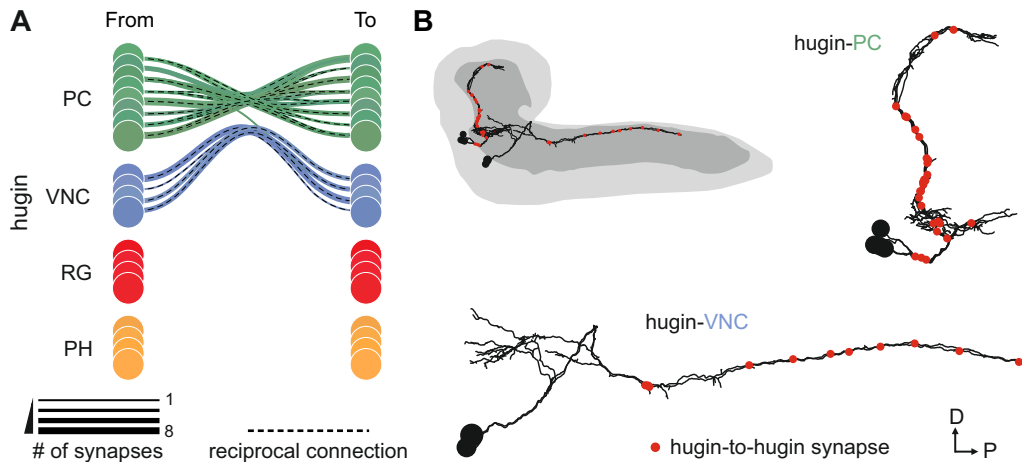 A
From
To
hugin
PC
VNC
RG
PH
1
8
# of synapses
reciprocal connection
B
hugin-PC
hugin-VNC
hugin-to-hugin synapse
D
P